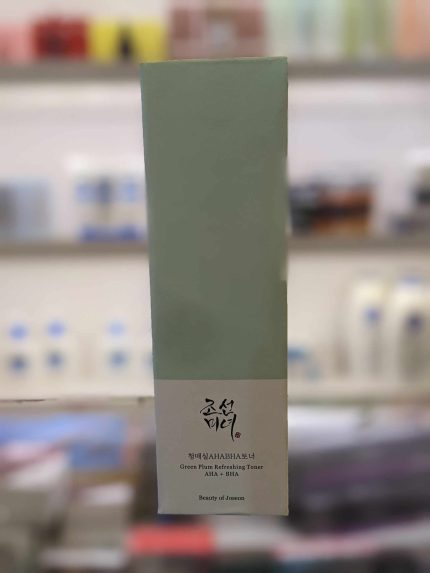 조선
미녀
청매실AHABHA토너
Green Plum Refreshing Toner
AHA + BHA
Beauty of Joseon